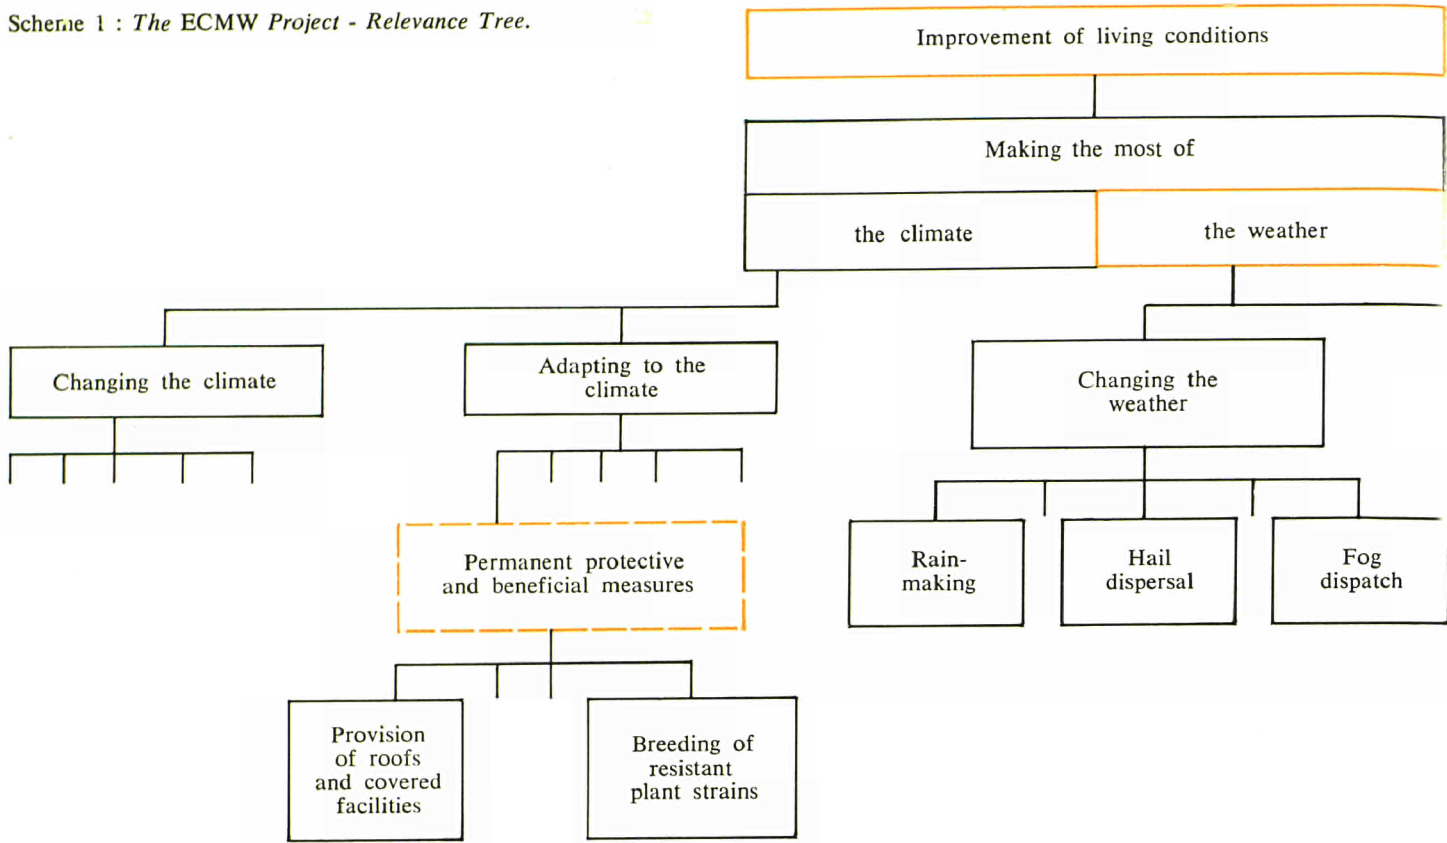 Scheme 1 : The ECMW Project - Relevance Tree.
Improvement of living conditions
Making the most of
the climate
the weather
Changing the climate
Adapting to the
climate
Changing the
weather
Permanent protective
and beneficial measures
Rain-
making
Hail
dispersal
Fog
dispatch
Provision
of roofs
and covered
facilities
Breeding of
resistant
plant strains